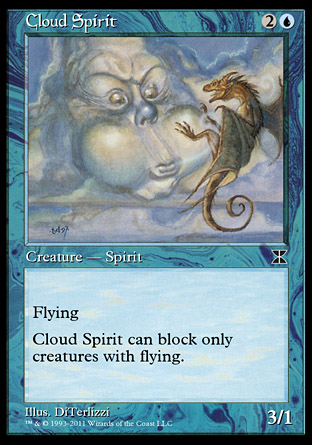 Cloud Spirit
2
Creature — Spirit
Flying
Cloud Spirit can block only
creatures with flying.
Illus. DiTerlizzi
™ & © 1993-2011 Wizards of the Coast LLC
3/1